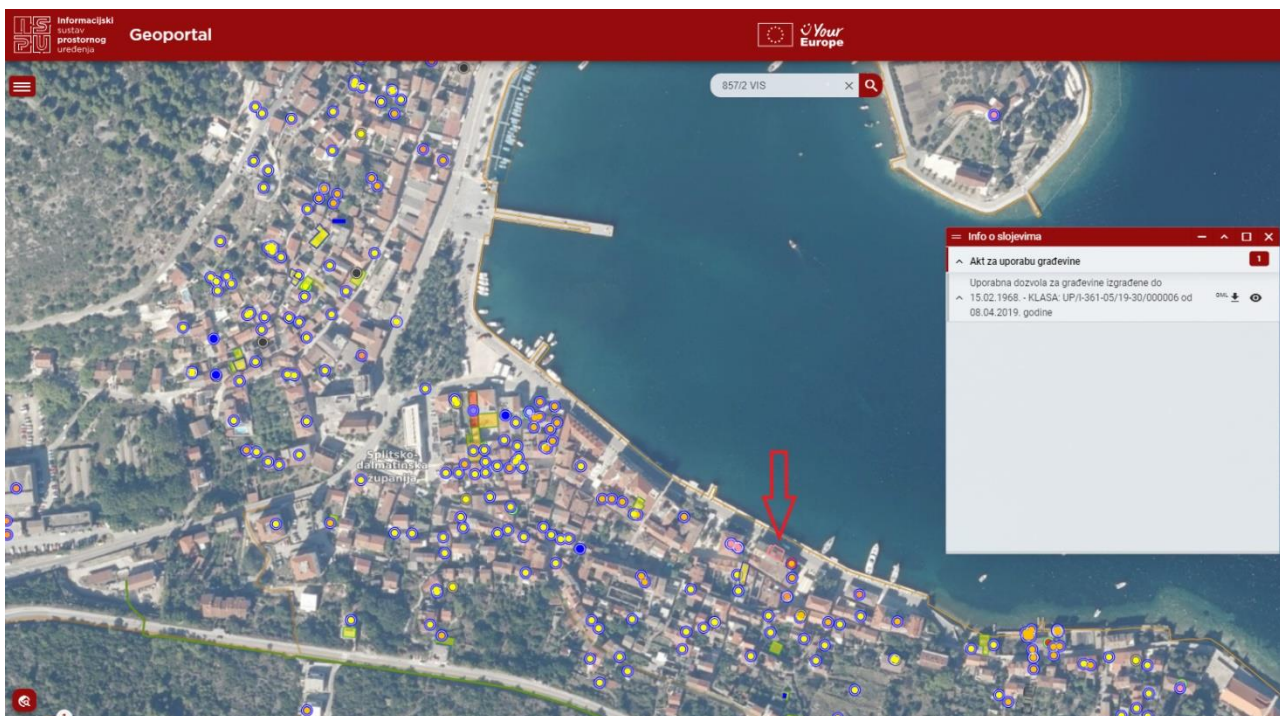 ISPU
Informacijski
sustav
prostornog
uređenja
Geoportal
Your
Europe
857/2 VIS
Info o slojevima
Akt za uporabu građevine
1
Uporabna dozvola za građevine izgrađene do
15.02.1968. - KLASA: UP/I-361-05/19-30/000006 od
08.04.2019. godine
GML
Splitsko-
dalmatinska
županija